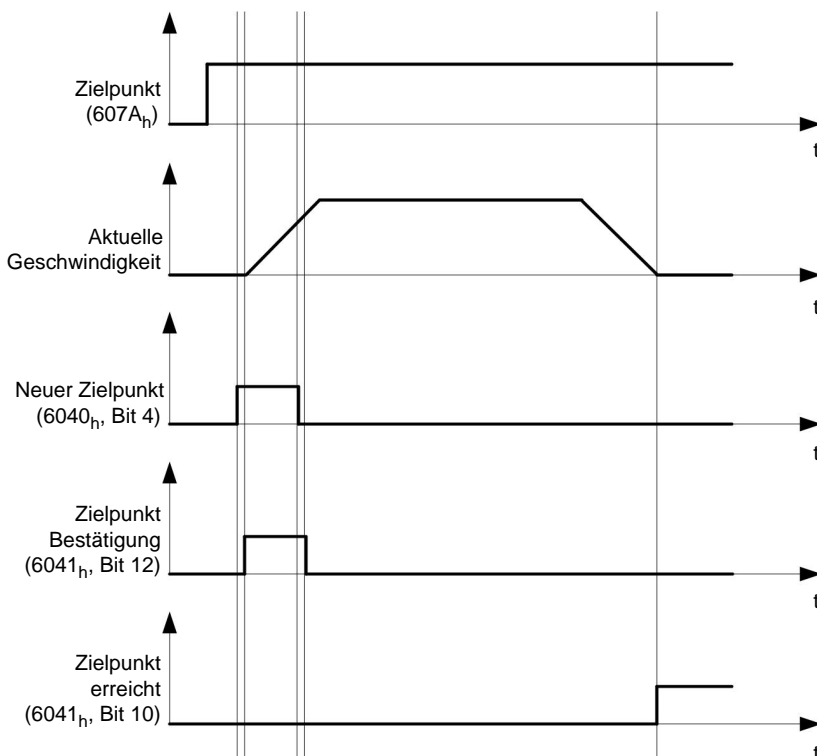 Zielpunkt
(607Aₕ)
t
Aktuelle
Geschwindigkeit
t
Neuer Zielpunkt
(6040ₕ, Bit 4)
t
Zielpunkt
Bestätigung
(6041ₕ, Bit 12)
t
Zielpunkt
erreicht
(6041ₕ, Bit 10)
t